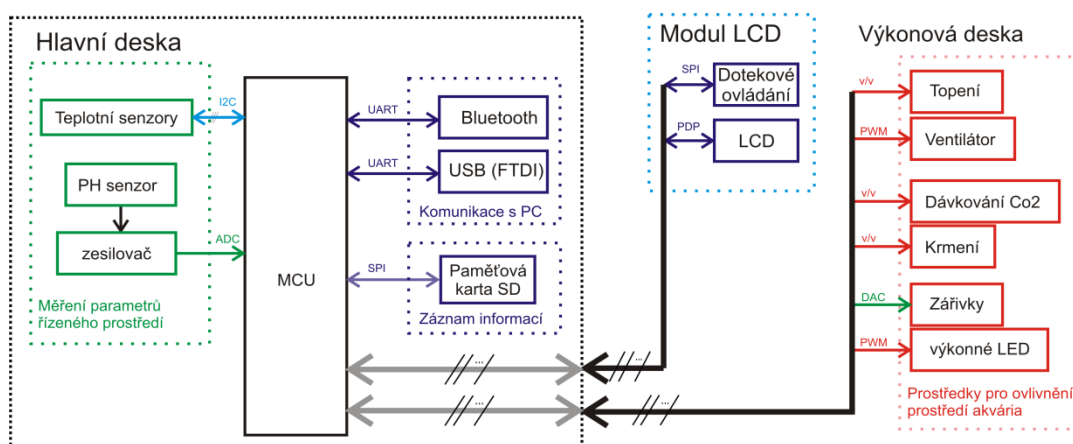 Hlavní deska
Teplotní senzory
I2C
PH senzor
zesilovač
ADC
Měření parametrů
řízeného prostředí
MCU
UART
Bluetooth
UART
USB (FTDI)
Komunikace s PC
SPI
Paměťová
karta SD
Záznam informací
...
...
Modul LCD
SPI
Dotekové
ovládání
PDP
LCD
...
...
Výkonová deska
v/v
Topení
PWM
Ventilátor
v/v
Dávkování Co2
v/v
Krmení
DAC
Zářivky
PWM
výkonné LED
Prostředky pro ovlivnění
prostředí akvária